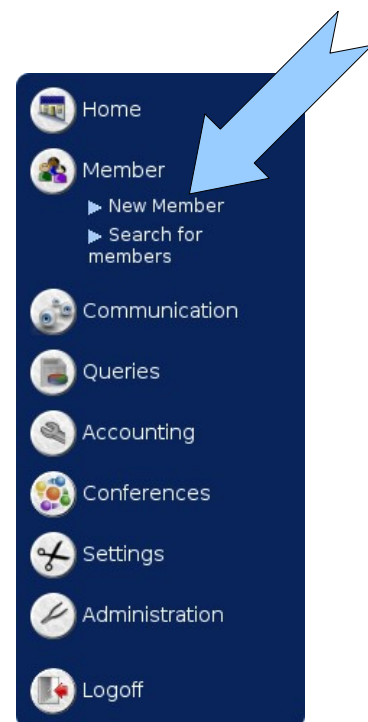 Home
Member
New Member
Search for
members
Communication
Queries
Accounting
Conferences
Settings
Administration
Logoff